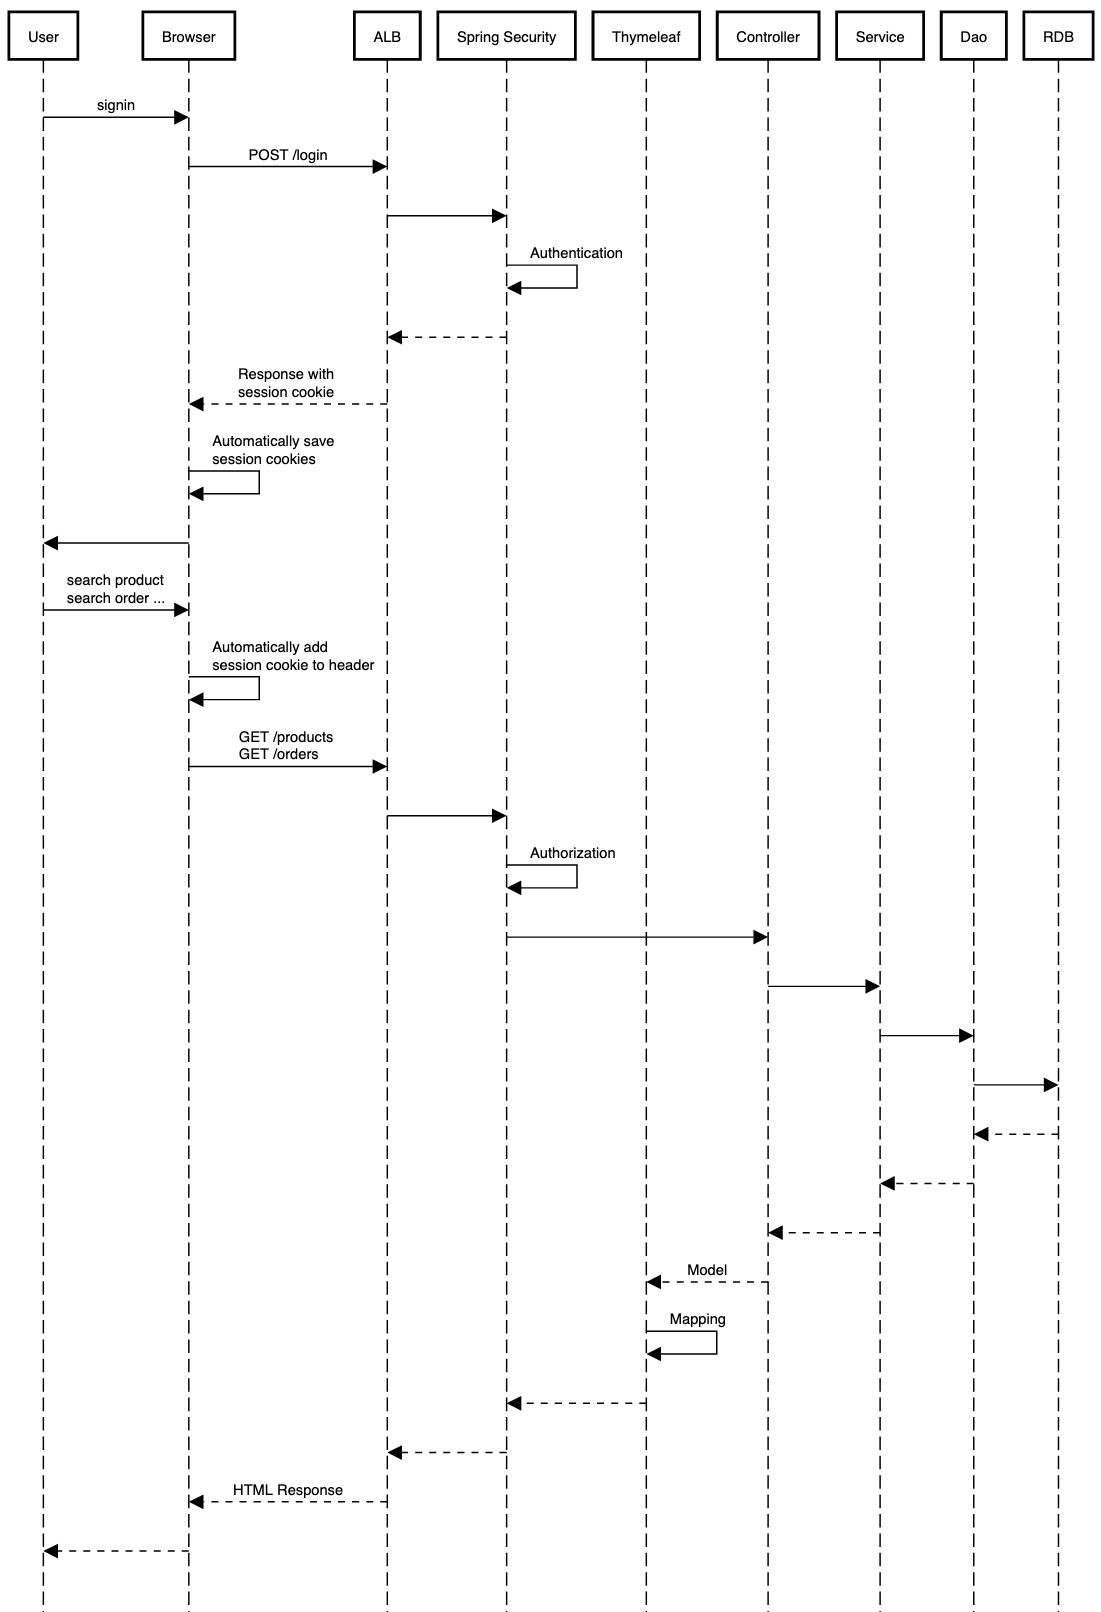 User
Browser
ALB
Spring Security
Thymeleaf
Controller
Service
Dao
RDB
signin
POST /login
Authentication
Response with
session cookie
Automatically save
session cookies
search product
search order ...
Automatically add
session cookie to header
GET /products
GET /orders
Authorization
Model
Mapping
HTML Response